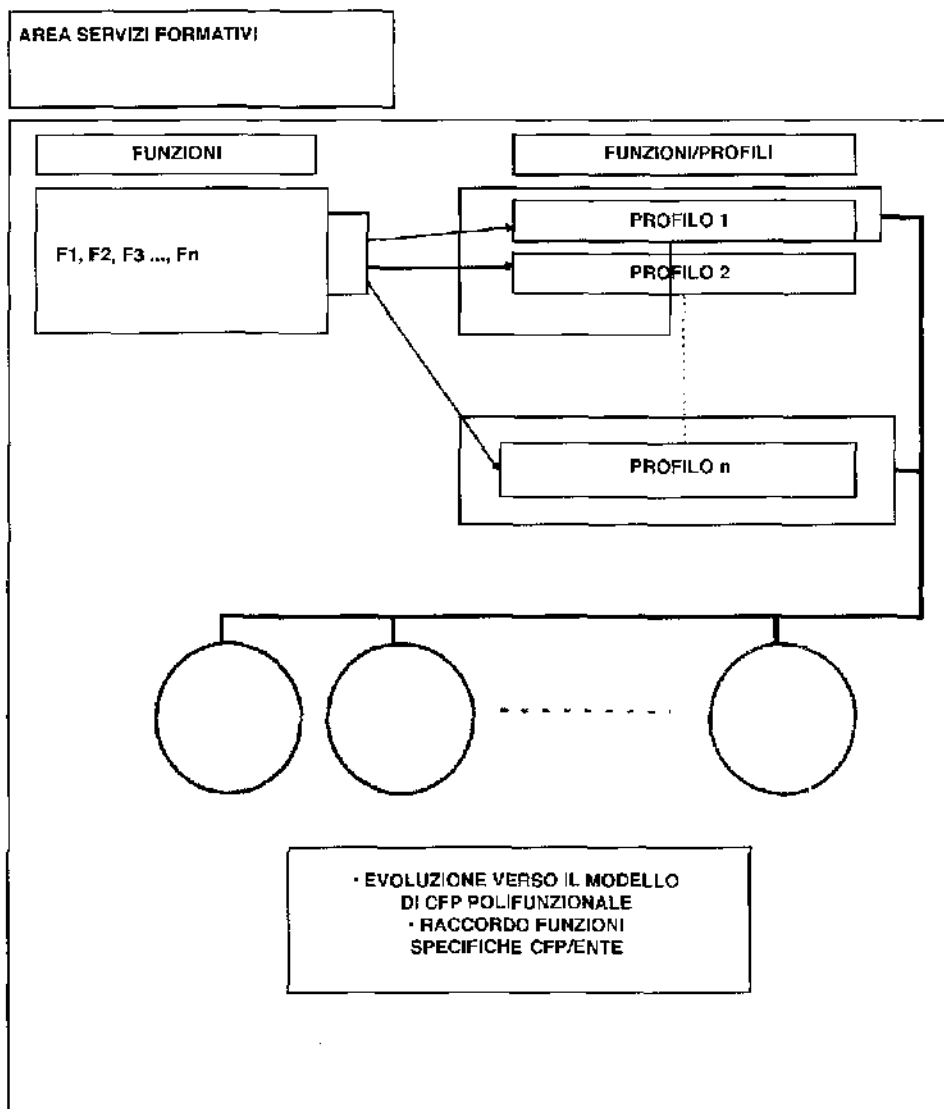 AREA SERVIZI FORMATIVI
FUNZIONI
FUNZIONI/PROFILI
F1, F2, F3 ..., Fn
PROFILO 1
PROFILO 2
PROFILO n
· EVOLUZIONE VERSO IL MODELLO
DI CFP POLIFUNZIONALE
· RACCORDO FUNZIONI
SPECIFICHE CFP/ENTE